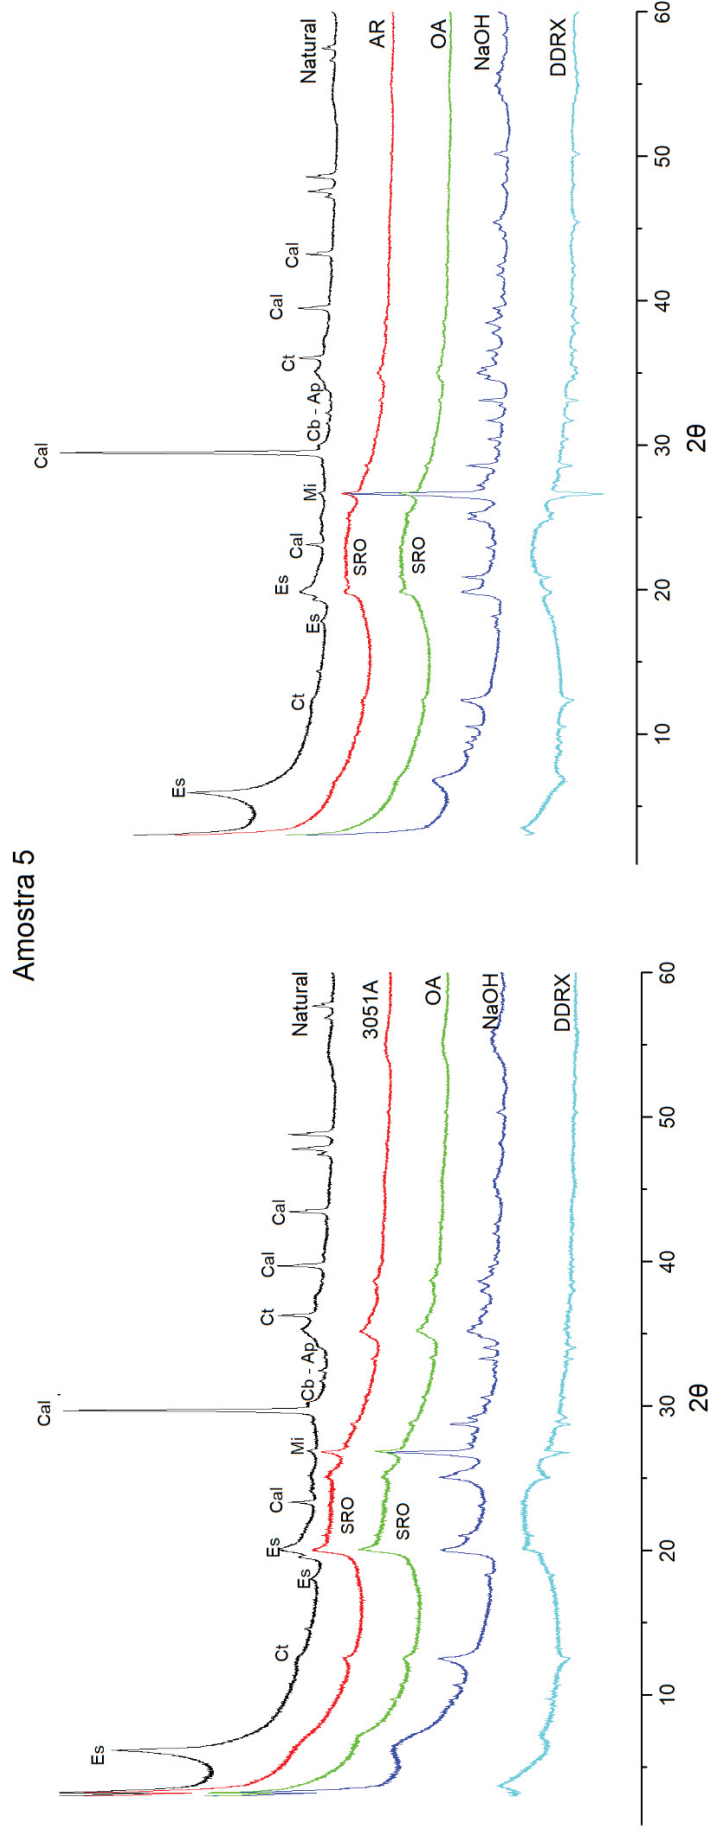 Amostra 5
Es
Ct
Es
Es
Cal
Mi
Cal
Cb - Ap
Ct
Cal
Cal
Natural
3051A
SRO
OA
SRO
NaOH
DDRX
10
20
30
40
50
60
2θ
Es
Ct
Es
Es
Cal
Mi
Cal
Cb - Ap
Ct
Cal
Cal
Natural
AR
SRO
OA
SRO
NaOH
DDRX
10
20
30
40
50
60
2θ